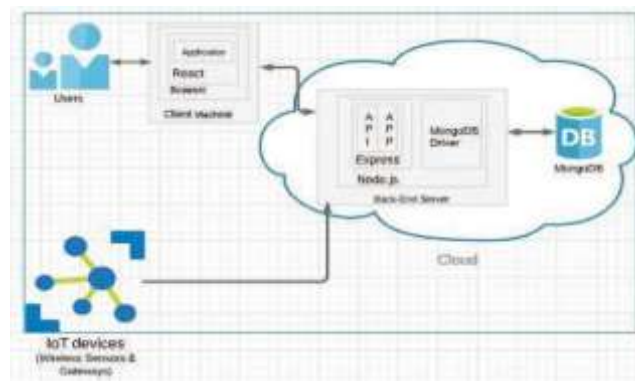 Users
Application
React
Browser
Client Machine
A A
P P
I I
Express
Node.js
MongoDB
Driver
Back-End Server
DB
MongoDB
Cloud
IoT devices
(Wireless Sensors &
Gateways)